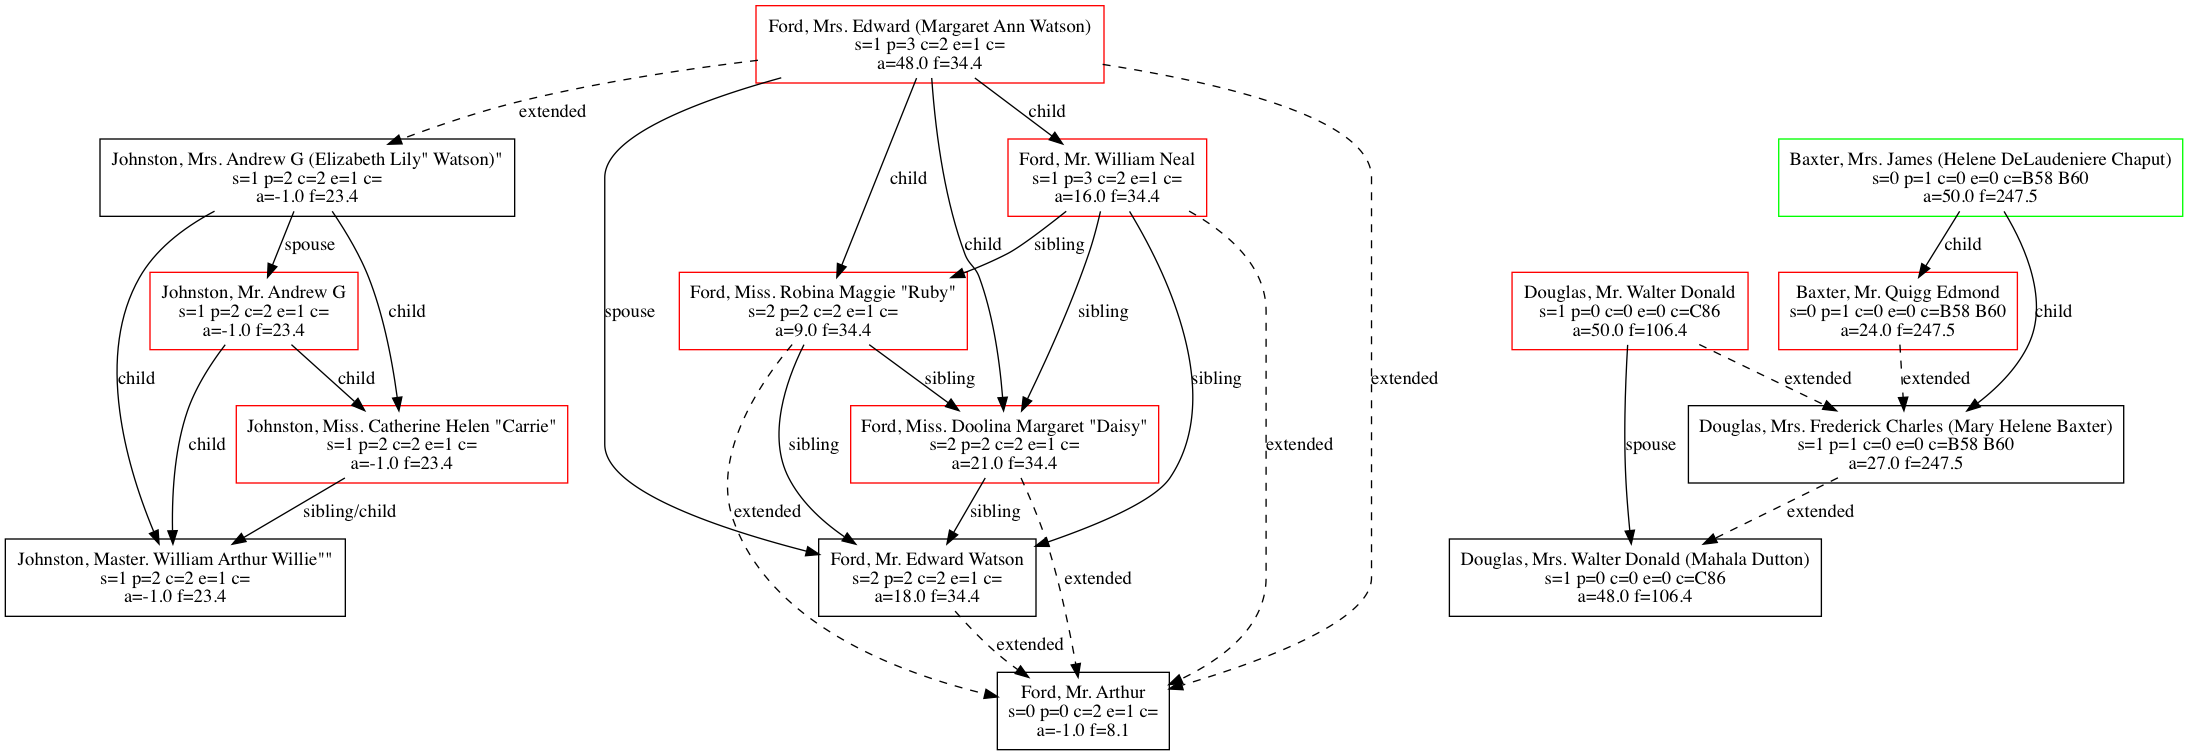 Ford, Mrs. Edward (Margaret Ann Watson)
s=1 p=3 c=2 e=1 c=
a=48.0 f=34.4
extended
child
Johnston, Mrs. Andrew G (Elizabeth Lily" Watson)"
s=1 p=2 c=2 e=1 c=
a=-1.0 f=23.4
child
Ford, Mr. William Neal
s=1 p=3 c=2 e=1 c=
a=16.0 f=34.4
Baxter, Mrs. James (Helene DeLaudeniere Chaput)
s=0 p=1 c=0 e=0 c=B58 B60
a=50.0 f=247.5
spouse
child
sibling
child
Johnston, Mr. Andrew G
s=1 p=2 c=2 e=1 c=
a=-1.0 f=23.4
child
spouse
Ford, Miss. Robina Maggie "Ruby"
s=2 p=2 c=2 e=1 c=
a=9.0 f=34.4
sibling
Douglas, Mr. Walter Donald
s=1 p=0 c=0 e=0 c=C86
a=50.0 f=106.4
Baxter, Mr. Quigg Edmond
s=0 p=1 c=0 e=0 c=B58 B60
a=24.0 f=247.5
child
child
child
sibling
sibling
extended
extended
extended
child
Johnston, Miss. Catherine Helen "Carrie"
s=1 p=2 c=2 e=1 c=
a=-1.0 f=23.4
sibling
Ford, Miss. Doolina Margaret "Daisy"
s=2 p=2 c=2 e=1 c=
a=21.0 f=34.4
extended
spouse
Douglas, Mrs. Frederick Charles (Mary Helene Baxter)
s=1 p=1 c=0 e=0 c=B58 B60
a=27.0 f=247.5
sibling/child
extended
sibling
extended
Johnston, Master. William Arthur Willie""
s=1 p=2 c=2 e=1 c=
a=-1.0 f=23.4
Ford, Mr. Edward Watson
s=2 p=2 c=2 e=1 c=
a=18.0 f=34.4
extended
Douglas, Mrs. Walter Donald (Mahala Dutton)
s=1 p=0 c=0 e=0 c=C86
a=48.0 f=106.4
extended
Ford, Mr. Arthur
s=0 p=0 c=2 e=1 c=
a=-1.0 f=8.1